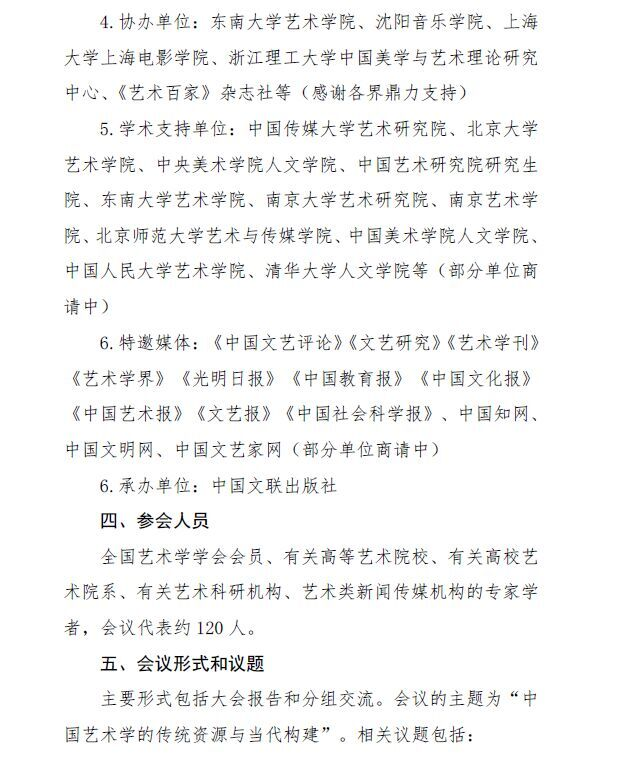 4.协办单位：东南大学艺术学院、沈阳音乐学院、上海
大学上海电影学院、浙江理工大学中国美学与艺术理论研究
中心、《艺术百家》杂志社等（感谢各界鼎力支持）
5.学术支持单位：中国传媒大学艺术研究院、北京大学
艺术学院、中央美术学院人文学院、中国艺术研究院研究生
院、东南大学艺术学院、南京大学艺术研究院、南京艺术学
院、北京师范大学艺术与传媒学院、中国美术学院人文学院、
中国人民大学艺术学院、清华大学人文学院等（部分单位商
请中）
6.特邀媒体：《中国文艺评论》《文艺研究》《艺术学刊》
《艺术学界》《光明日报》《中国教育报》《中国文化报》
《中国艺术报》《文艺报》《中国社会科学报》、中国知网、
中国文明网、中国文艺家网（部分单位商请中）
6.承办单位：中国文联出版社
四、参会人员
全国艺术学学会会员、有关高等艺术院校、有关高校艺
术院系、有关艺术科研机构、艺术类新闻传媒机构的专家学
者，会议代表约 120 人。
五、会议形式和议题
主要形式包括大会报告和分组交流。会议的主题为“中
国艺术学的传统资源与当代构建”。相关议题包括：